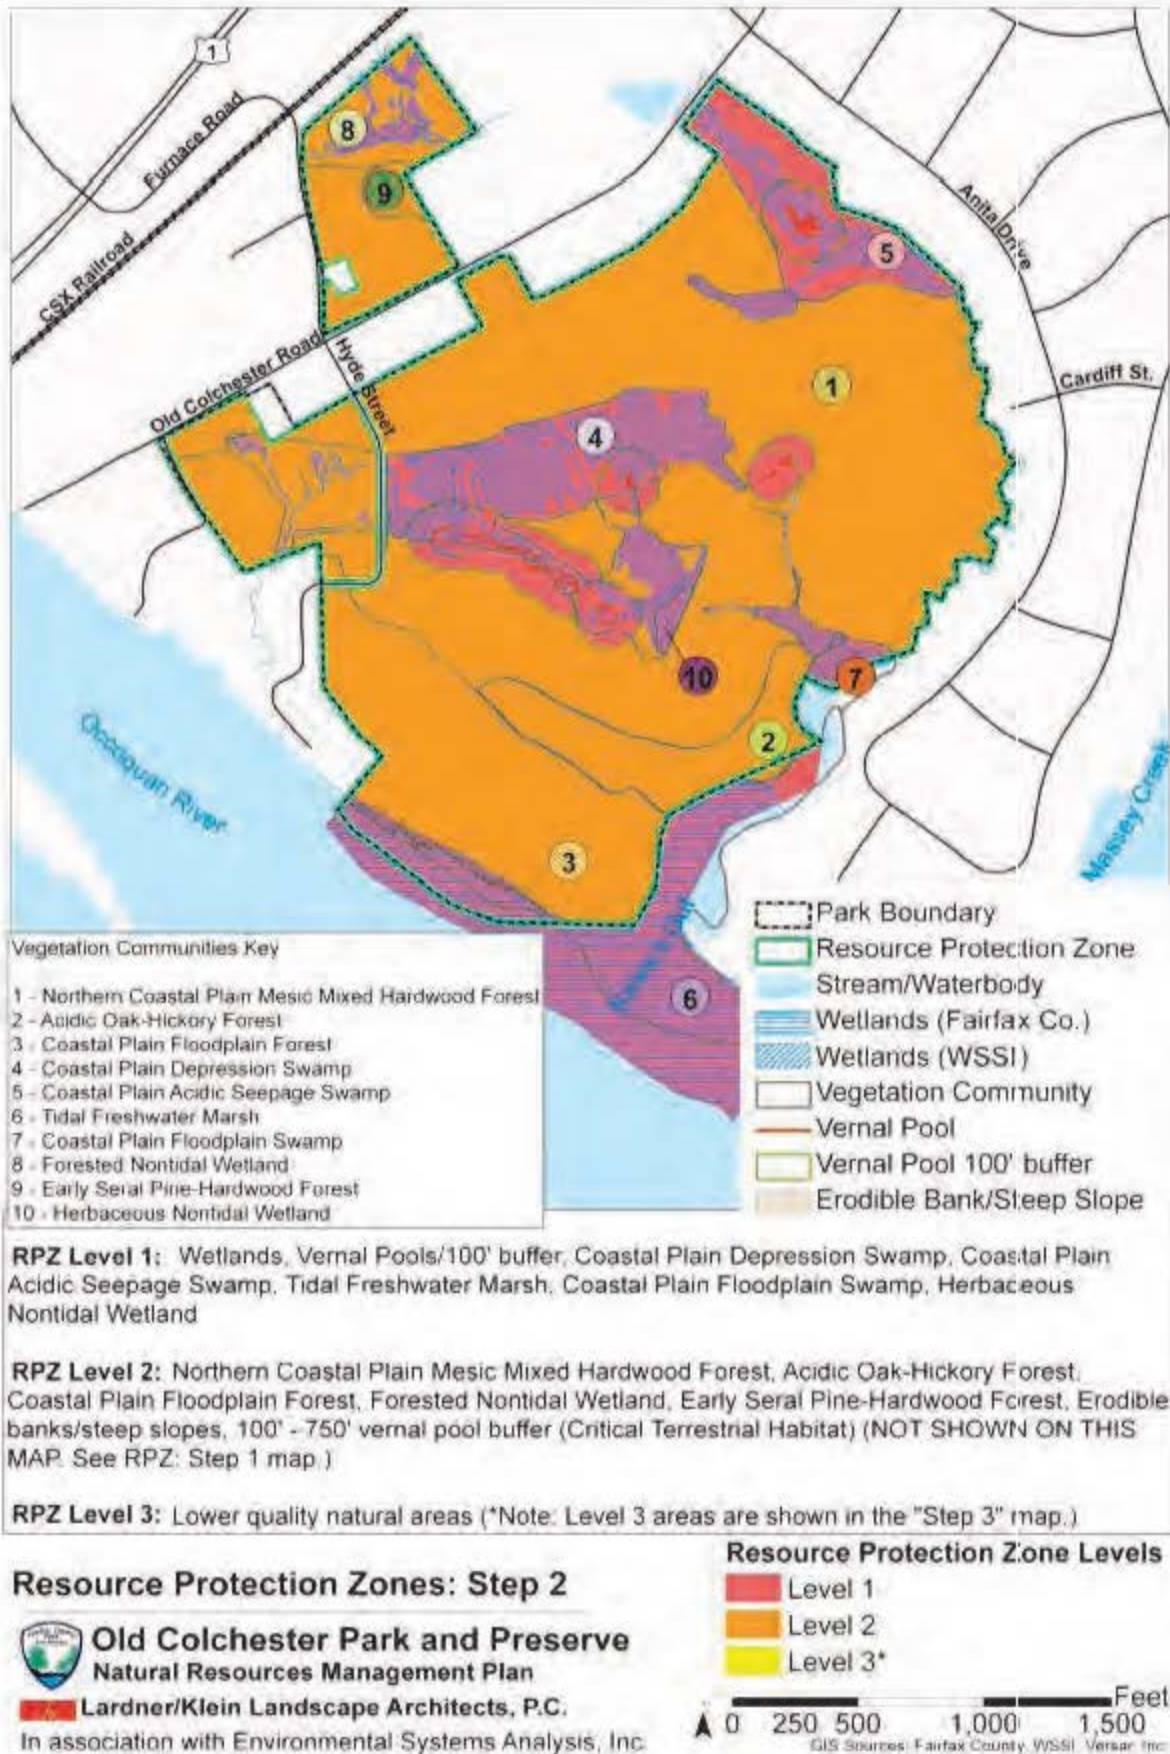 1
Furnace Road
CSX Railroad
8
9
5
Anita Drive
Old Colchester Road
Hyde Street
1
Cardiff St.
4
10
7
2
Occoquan River
3
Massey Creek
6
Vegetation Communities Key
1 - Northern Coastal Plain Mesic Mixed Hardwood Forest
2 - Acidic Oak-Hickory Forest
3 - Coastal Plain Floodplain Forest
4 - Coastal Plain Depression Swamp
5 - Coastal Plain Acidic Seepage Swamp
6 - Tidal Freshwater Marsh
7 - Coastal Plain Floodplain Swamp
8 - Forested Nontidal Wetland
9 - Early Seral Pine-Hardwood Forest
10 - Herbaceous Nontidal Wetland
Park Boundary
Resource Protection Zone
Stream/Waterbody
Wetlands (Fairfax Co.)
Wetlands (WSSI)
Vegetation Community
Vernal Pool
Vernal Pool 100' buffer
Erodible Bank/Steep Slope
RPZ Level 1: Wetlands, Vernal Pools/100' buffer, Coastal Plain Depression Swamp, Coastal Plain
Acidic Seepage Swamp, Tidal Freshwater Marsh, Coastal Plain Floodplain Swamp, Herbaceous
Nontidal Wetland
RPZ Level 2: Northern Coastal Plain Mesic Mixed Hardwood Forest, Acidic Oak-Hickory Forest,
Coastal Plain Floodplain Forest, Forested Nontidal Wetland, Early Seral Pine-Hardwood Forest, Erodible
banks/steep slopes, 100' - 750' vernal pool buffer (Critical Terrestrial Habitat) (NOT SHOWN ON THIS
MAP. See RPZ: Step 1 map.)
RPZ Level 3: Lower quality natural areas (*Note: Level 3 areas are shown in the "Step 3" map.)
Resource Protection Zones: Step 2
Old Colchester Park and Preserve
Natural Resources Management Plan
Lardner/Klein Landscape Architects, P.C.
In association with Environmental Systems Analysis, Inc.
Resource Protection Zone Levels
Level 1
Level 2
Level 3*
Feet
0 250 500 1,000 1,500
GIS Sources: Fairfax County, WSSI, Versar, Inc.